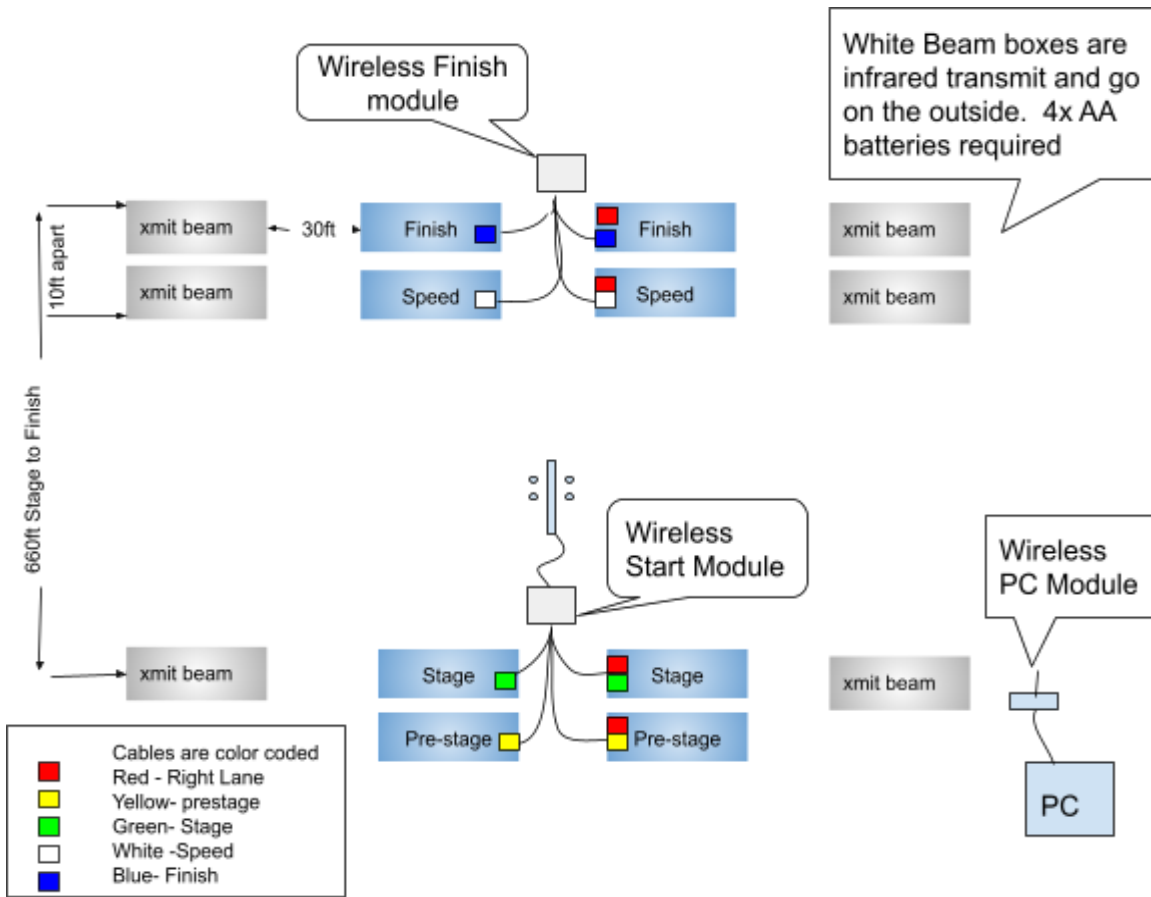 Wireless Finish
module
White Beam boxes are
infrared transmit and go
on the outside.  4x AA
batteries required
xmit beam
30ft
Finish
Finish
xmit beam
10ft apart
xmit beam
Speed
Speed
xmit beam
660ft Stage to Finish
Wireless
Start Module
Wireless
PC Module
xmit beam
Stage
Stage
xmit beam
Pre-stage
Pre-stage
PC
Cables are color coded
Red - Right Lane
Yellow- prestage
Green- Stage
White -Speed
Blue- Finish